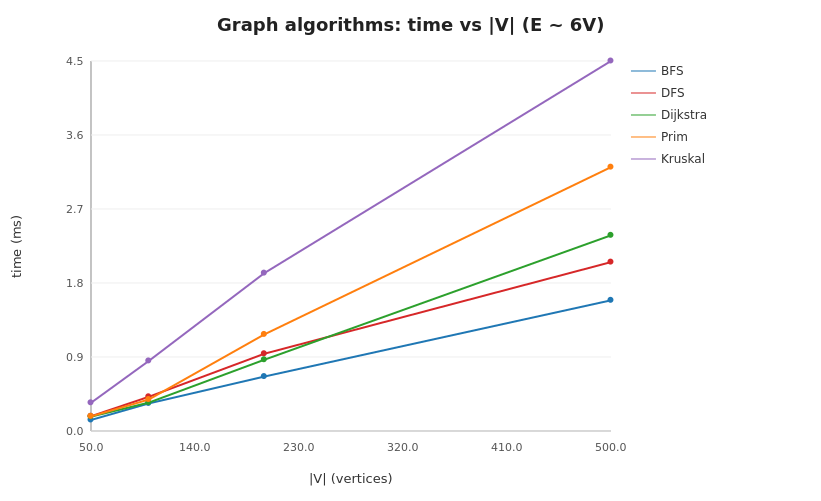 Graph algorithms: time vs |V| (E ~ 6V)
4.5
3.6
2.7
1.8
0.9
0.0
time (ms)
50.0
140.0
230.0
320.0
410.0
500.0
|V| (vertices)
BFS
DFS
Dijkstra
Prim
Kruskal